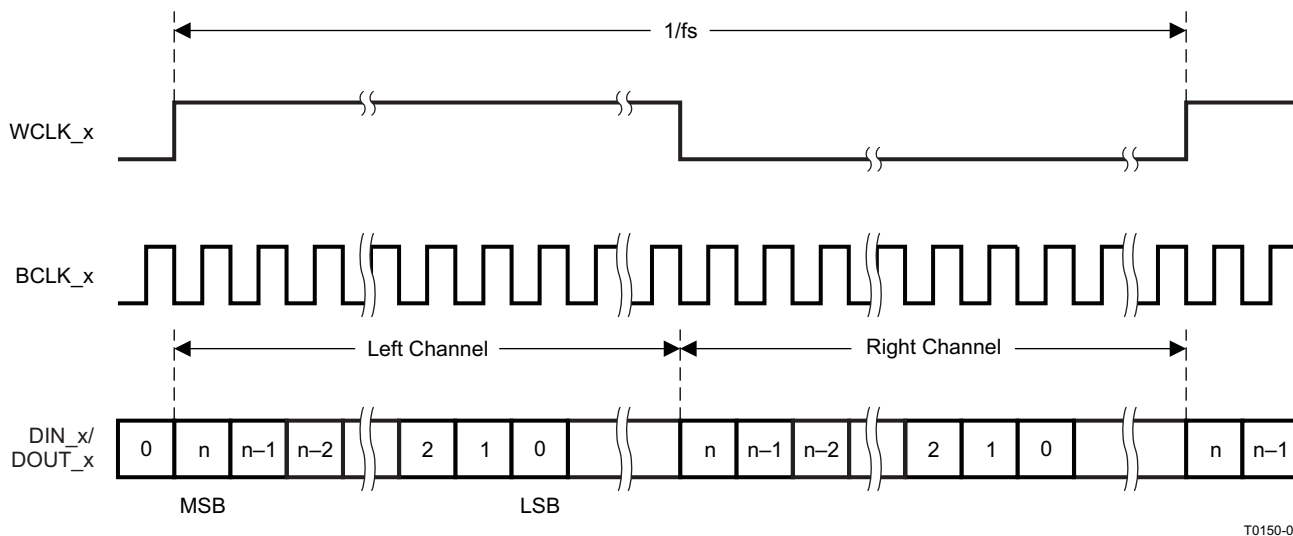 1/fs
WCLK_x
BCLK_x
Left Channel
Right Channel
DIN_x/
DOUT_x
0 n n–1 n–2 2 1 0 n n–1 n–2 2 1 0 n n–1
MSB LSB
T0150-0